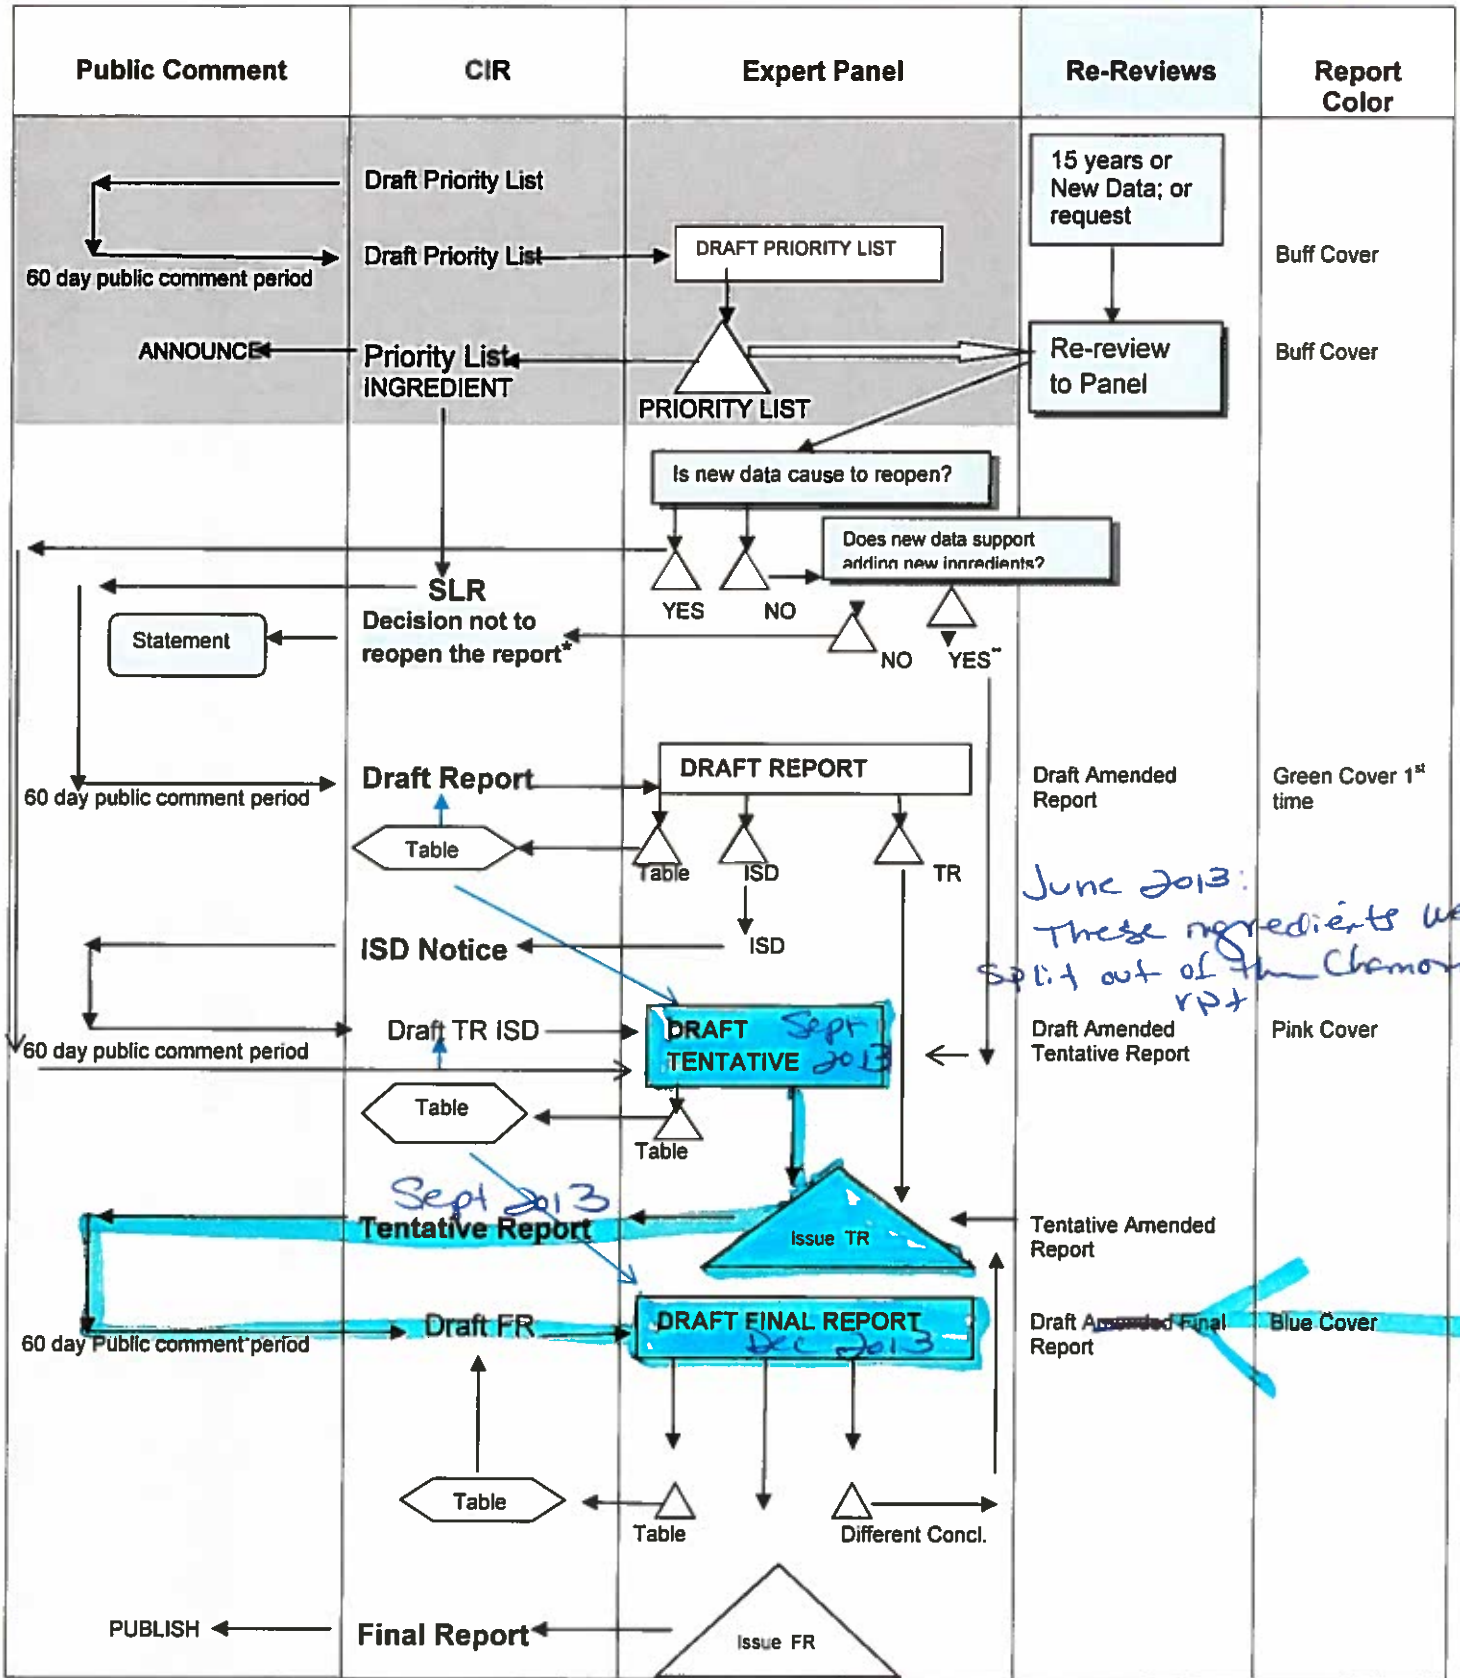 Public Comment
CIR
Expert Panel
Re-Reviews
Report
Color
Draft Priority List
15 years or
New Data; or
request
60 day public comment period
Draft Priority List
DRAFT PRIORITY LIST
Buff Cover
ANNOUNCE
Priority List
INGREDIENT
PRIORITY LIST
Re-review
to Panel
Buff Cover
Is new data cause to reopen?
Does new data support
adding new ingredients?
YES
NO
SLR
Statement
Decision not to
reopen the report*
NO
YES**
60 day public comment period
Draft Report
DRAFT REPORT
Draft Amended
Report
Green Cover 1st
time
Table
Table
ISD
TR
June 2013:
These ngredients
split out of the
rpt
ISD Notice
ISD
60 day public comment period
Draft TR ISD
DRAFT
TENTATIVE
Sept
2013
Draft Amended
Tentative Report
Pink Cover
Table
Table
Sept 2013
Tentative Report
Issue TR
Tentative Amended
Report
60 day Public comment period
Draft FR
DRAFT FINAL REPORT
Dec 2013
Draft Amended Final
Report
Blue Cover
Table
Table
Different Concl.
PUBLISH
Final Report
Issue FR